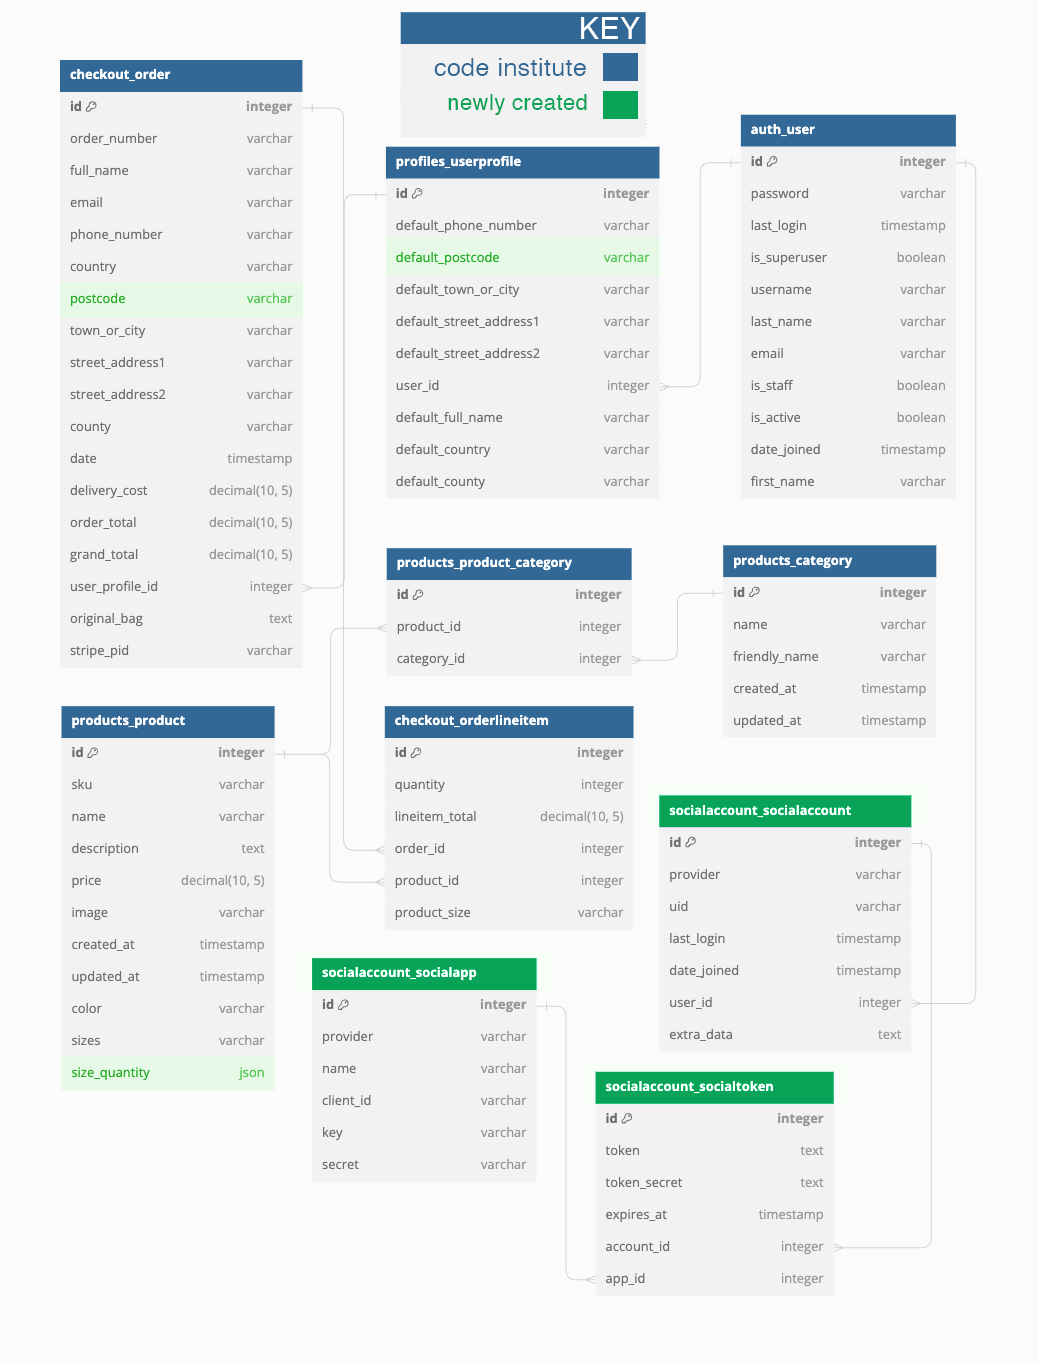 KEY
code institute
newly created
checkout_order
id integer
order_number varchar
full_name varchar
email varchar
phone_number varchar
country varchar
postcode varchar
town_or_city varchar
street_address1 varchar
street_address2 varchar
county varchar
date timestamp
delivery_cost decimal(10, 5)
order_total decimal(10, 5)
grand_total decimal(10, 5)
user_profile_id integer
original_bag text
stripe_pid varchar
profiles_userprofile
id integer
default_phone_number varchar
default_postcode varchar
default_town_or_city varchar
default_street_address1 varchar
default_street_address2 varchar
user_id integer
default_full_name varchar
default_country varchar
default_county varchar
auth_user
id integer
password varchar
last_login timestamp
is_superuser boolean
username varchar
last_name varchar
email varchar
is_staff boolean
is_active boolean
date_joined timestamp
first_name varchar
products_product_category
id integer
product_id integer
category_id integer
products_category
id integer
name varchar
friendly_name varchar
created_at timestamp
updated_at timestamp
products_product
id integer
sku varchar
name varchar
description text
price decimal(10, 5)
image varchar
created_at timestamp
updated_at timestamp
color varchar
sizes varchar
size_quantity json
checkout_orderlineitem
id integer
quantity integer
lineitem_total decimal(10, 5)
order_id integer
product_id integer
product_size varchar
socialaccount_socialaccount
id integer
provider varchar
uid varchar
last_login timestamp
date_joined timestamp
user_id integer
extra_data text
socialaccount_socialapp
id integer
provider varchar
name varchar
client_id varchar
key varchar
secret varchar
socialaccount_socialtoken
id integer
token text
token_secret text
expires_at timestamp
account_id integer
app_id integer